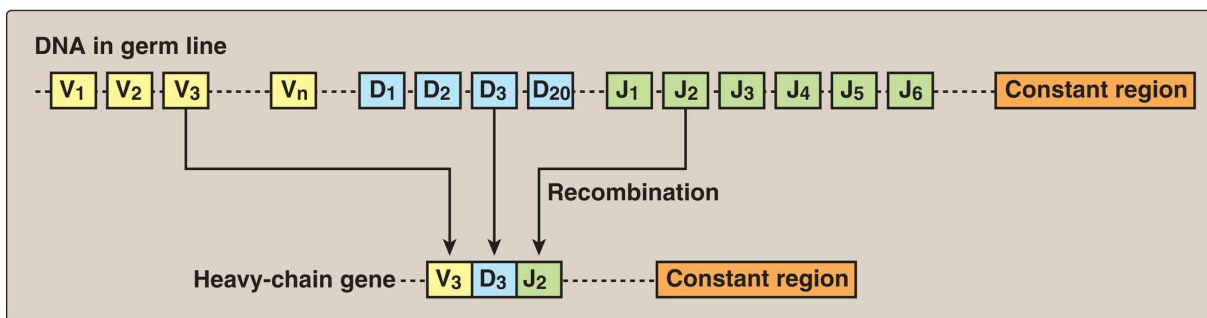 DNA in germ line
V1 V2 V3 Vn D1 D2 D3 D20 J1 J2 J3 J4 J5 J6 Constant region
Recombination
Heavy-chain gene V3 D3 J2 Constant region